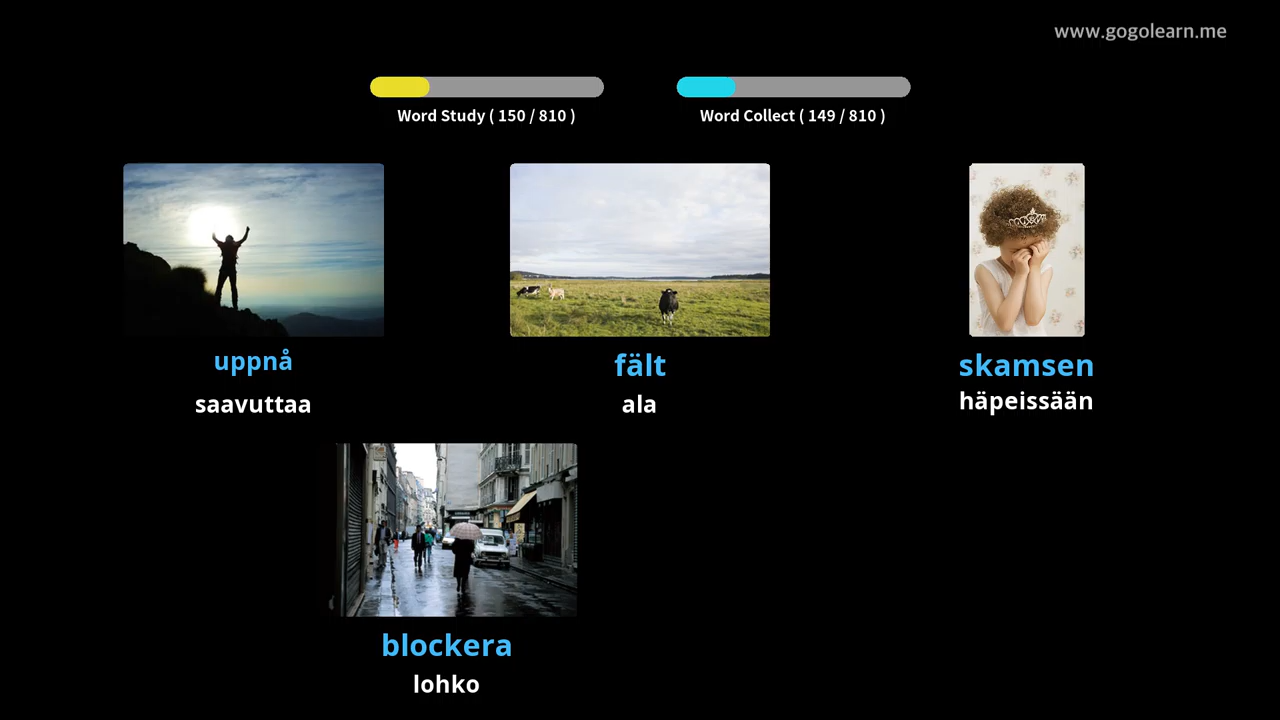 www.gogolearn.me
Word Study ( 150 / 810 )
Word Collect ( 149 / 810 )
uppnå
saavuttaa
fält
ala
skamsen
häpeissään
blockera
lohko